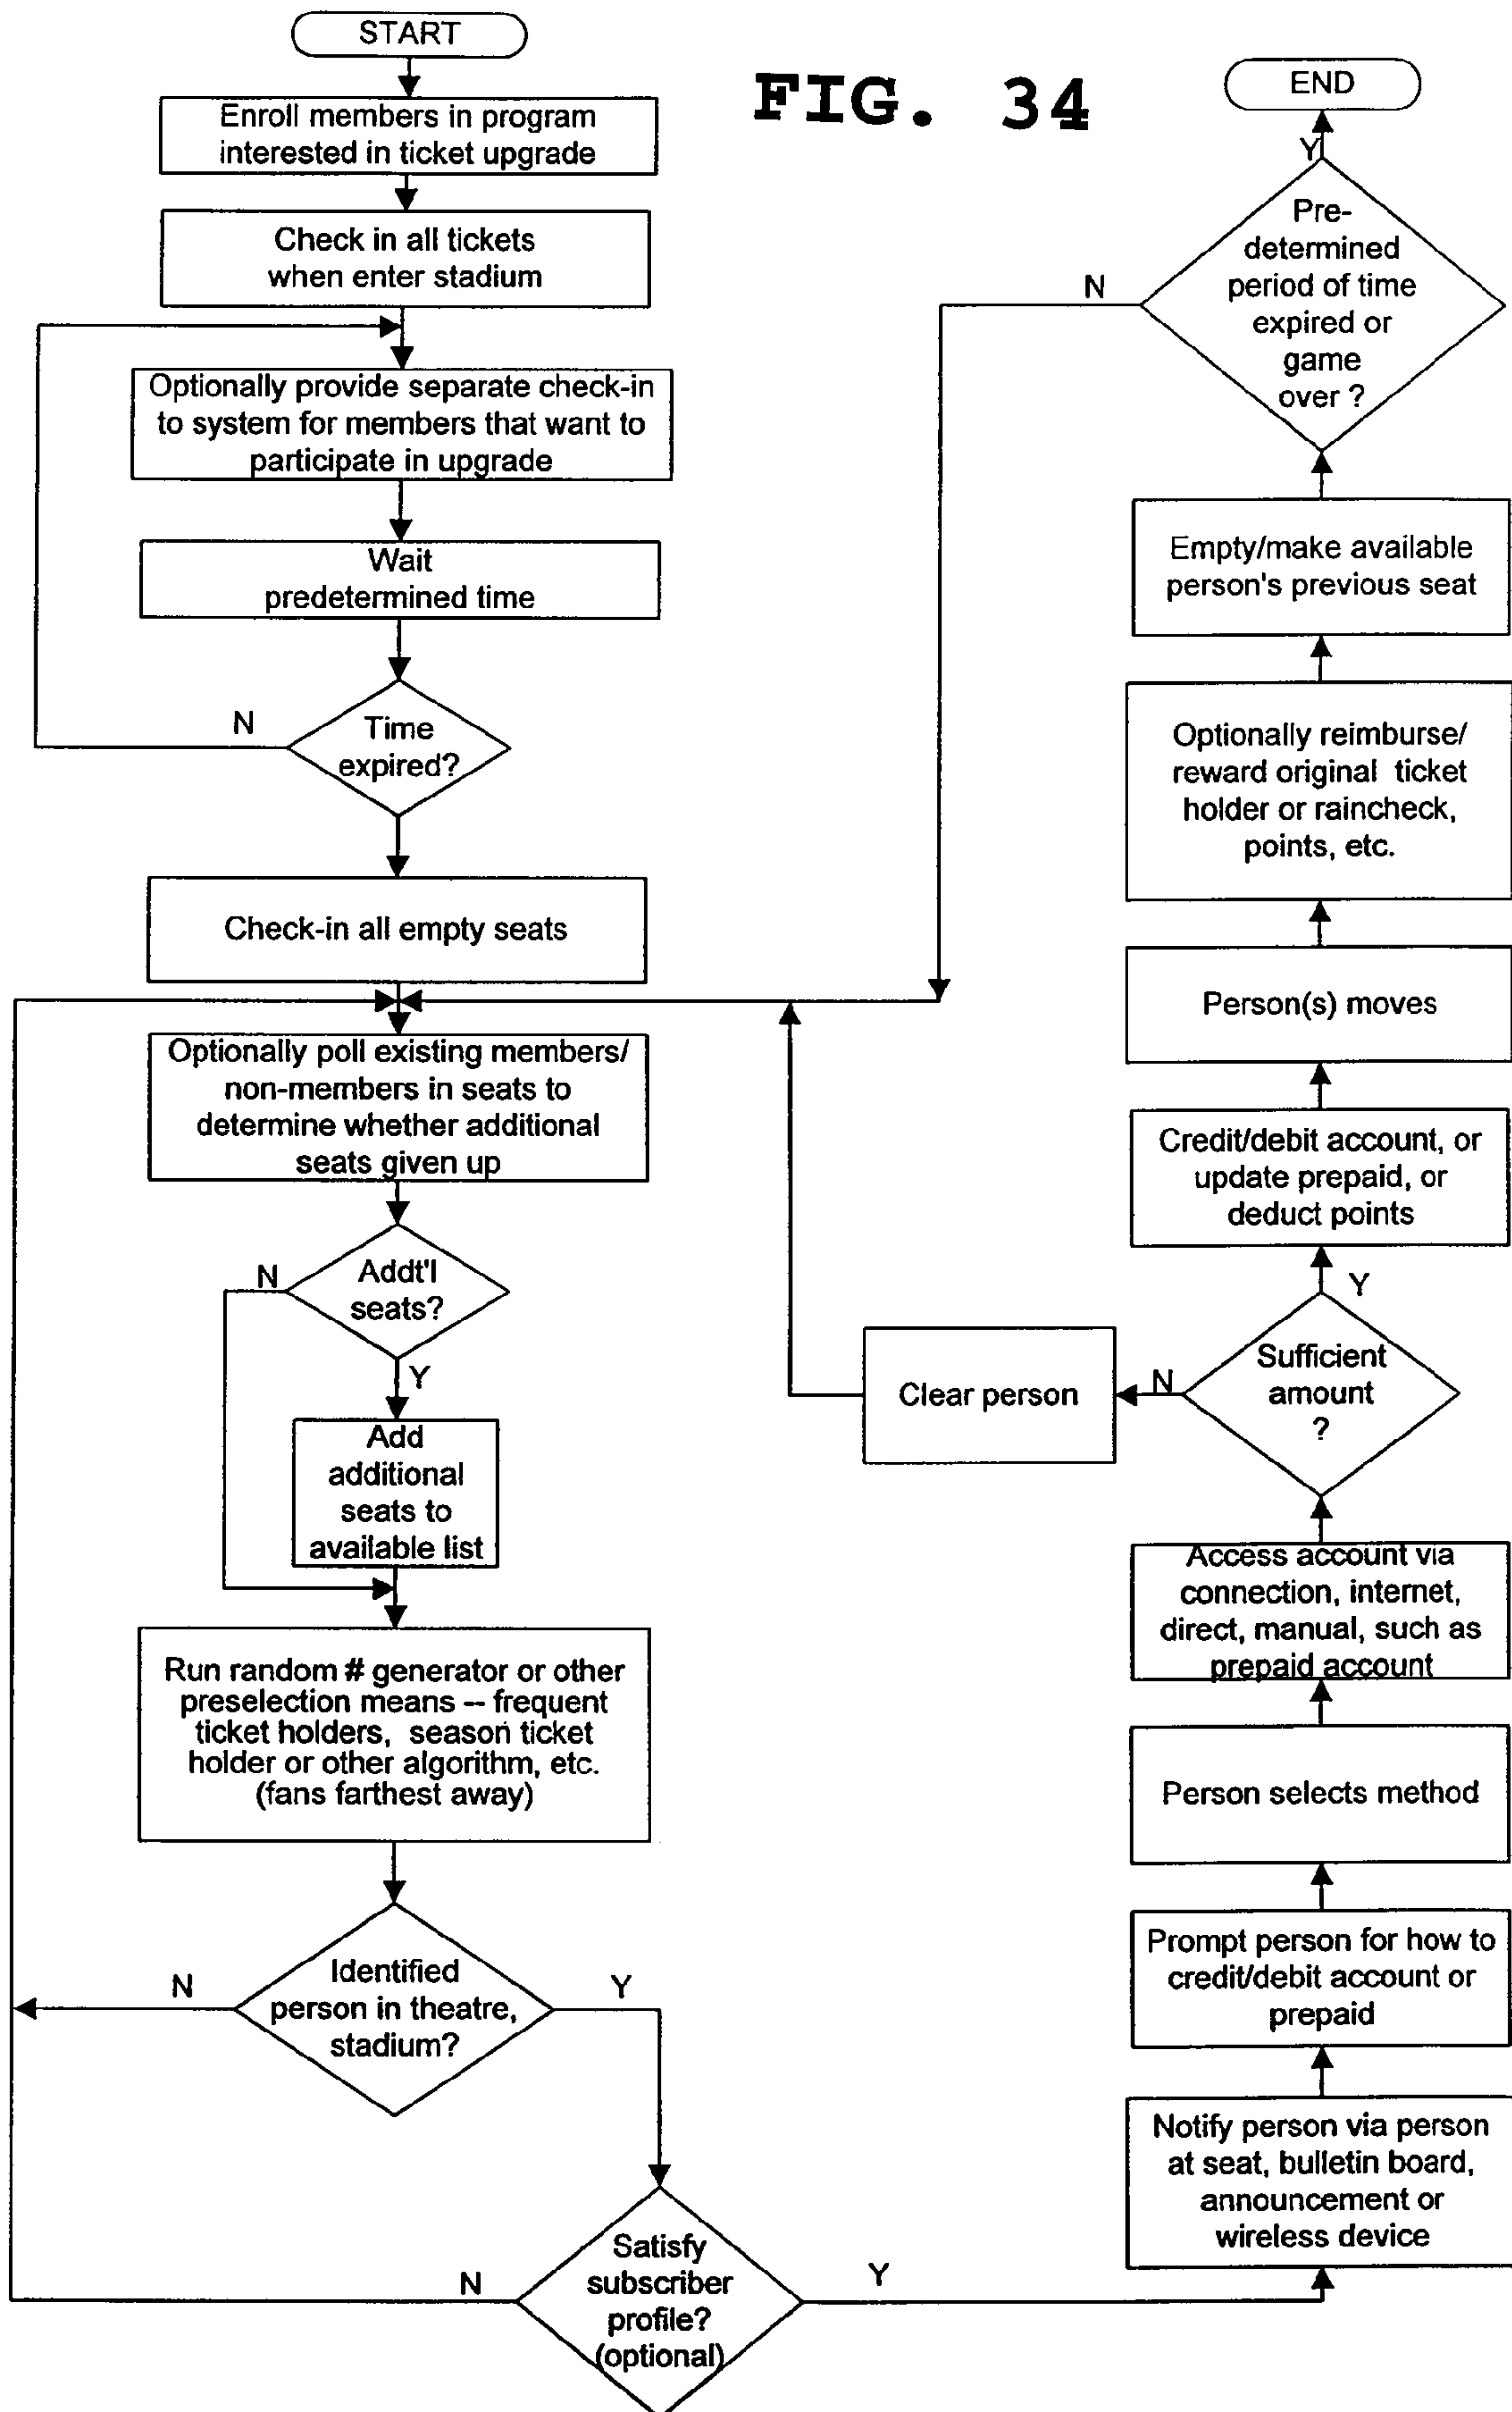 START
FIG. 34
Enroll members in program
interested in ticket upgrade
Check in all tickets
when enter stadium
Optionally provide separate check-in
to system for members that want to
participate in upgrade
Wait
predetermined time
N
Time
expired?
Check-in all empty seats
Optionally poll existing members/
non-members in seats to
determine whether additional
seats given up
N
Addt'l
seats?
Y
Add
additional
seats to
available list
Run random # generator or other
preselection means -- frequent
ticket holders, season ticket
holder or other algorithm, etc.
(fans farthest away)
N
Identified
person in theatre,
stadium?
Y
N
Satisfy
subscriber
profile?
(optional)
Y
Notify person via person
at seat, bulletin board,
announcement or
wireless device
Prompt person for how to
credit/debit account or
prepaid
Person selects method
Access account via
connection, internet,
direct, manual, such as
prepaid account
Sufficient
amount
?
N
Clear person
Y
Credit/debit account, or
update prepaid, or
deduct points
Person(s) moves
Optionally reimburse/
reward original ticket
holder or raincheck,
points, etc.
Empty/make available
person's previous seat
Pre-
determined
period of time
expired or
game
over ?
N
Y
END